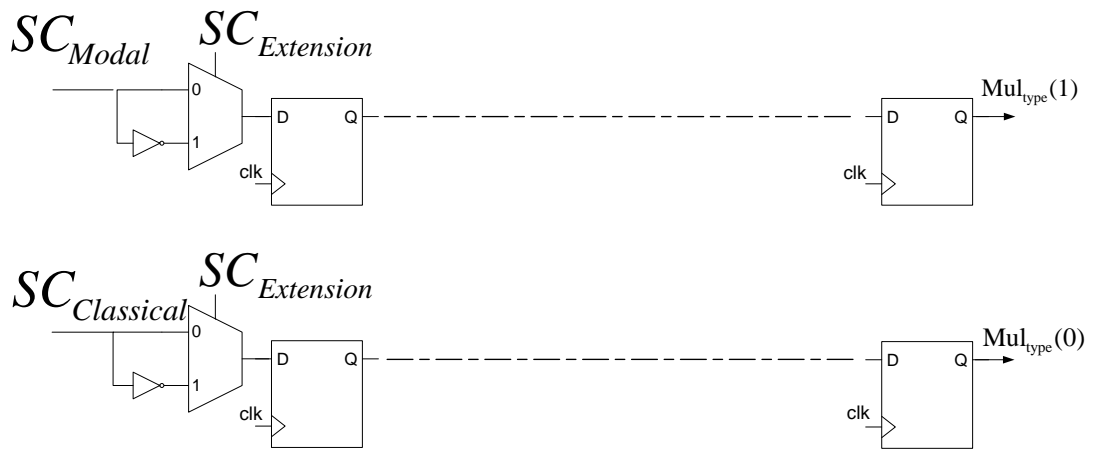 SC_Modal SC_Extension
0
D Q D Q Mul_type(1)
1
clk clk
SC_Classical SC_Extension
0
D Q D Q Mul_type(0)
1
clk clk